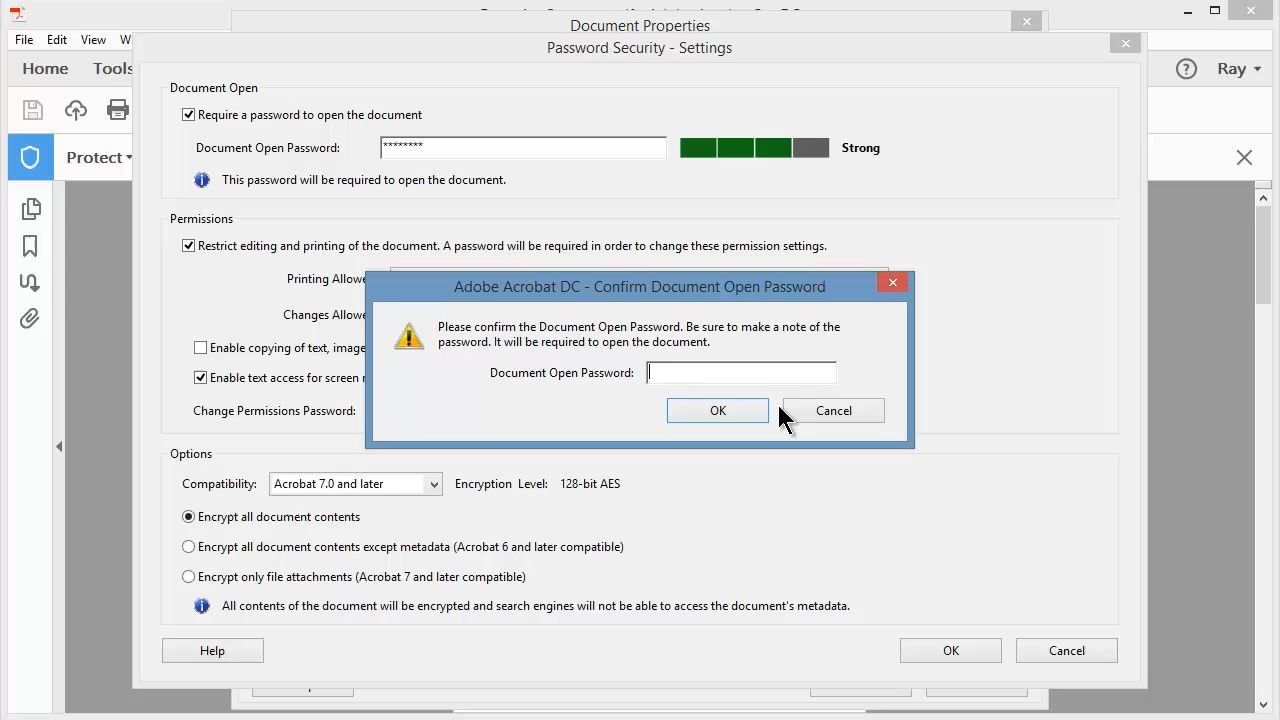 Document Properties
File Edit View W
Password Security - Settings
Home Tools
Ray
Protect
Document Open
Require a password to open the document
Document Open Password: ******** Strong
This password will be required to open the document.
Permissions
Restrict editing and printing of the document. A password will be required in order to change these permission settings.
Printing Allowe
Changes Allowe
Enable copying of text, image
Enable text access for screen r
Change Permissions Password:
Adobe Acrobat DC - Confirm Document Open Password
Please confirm the Document Open Password. Be sure to make a note of the
password. It will be required to open the document.
Document Open Password:
OK Cancel
Options
Compatibility: Acrobat 7.0 and later Encryption Level: 128-bit AES
Encrypt all document contents
Encrypt all document contents except metadata (Acrobat 6 and later compatible)
Encrypt only file attachments (Acrobat 7 and later compatible)
All contents of the document will be encrypted and search engines will not be able to access the document's metadata.
Help OK Cancel